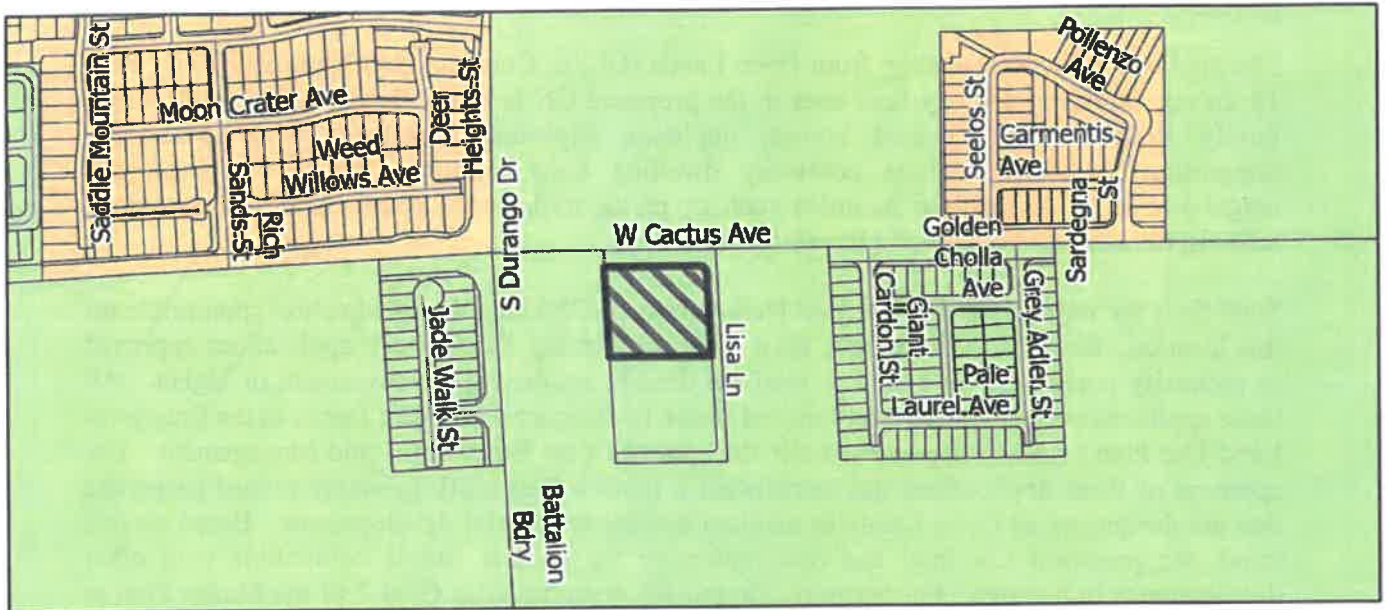 Saddle Mountain St
Moon Crater Ave
Weed
Willows Ave
Deer
Heights St
Sands St
Rich
S Durango Dr
W Cactus Ave
Lisa Ln
Jade Walk St
Battalion
Bdry
Pollenzo
Ave
Seelos St
Carmentis
Ave
Sardegna
St
Golden
Cholla
Ave
Grey Adler St
Giant
Cardon St
Pale
Laurel Ave